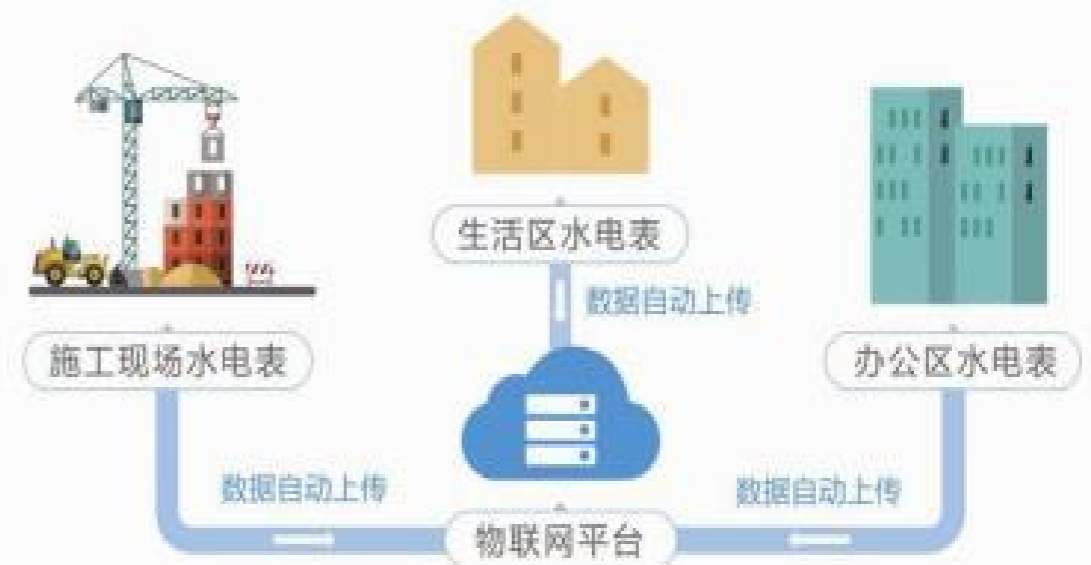 生活区水电表
数据自动上传
施工现场水电表
办公区水电表
数据自动上传
数据自动上传
物联网平台